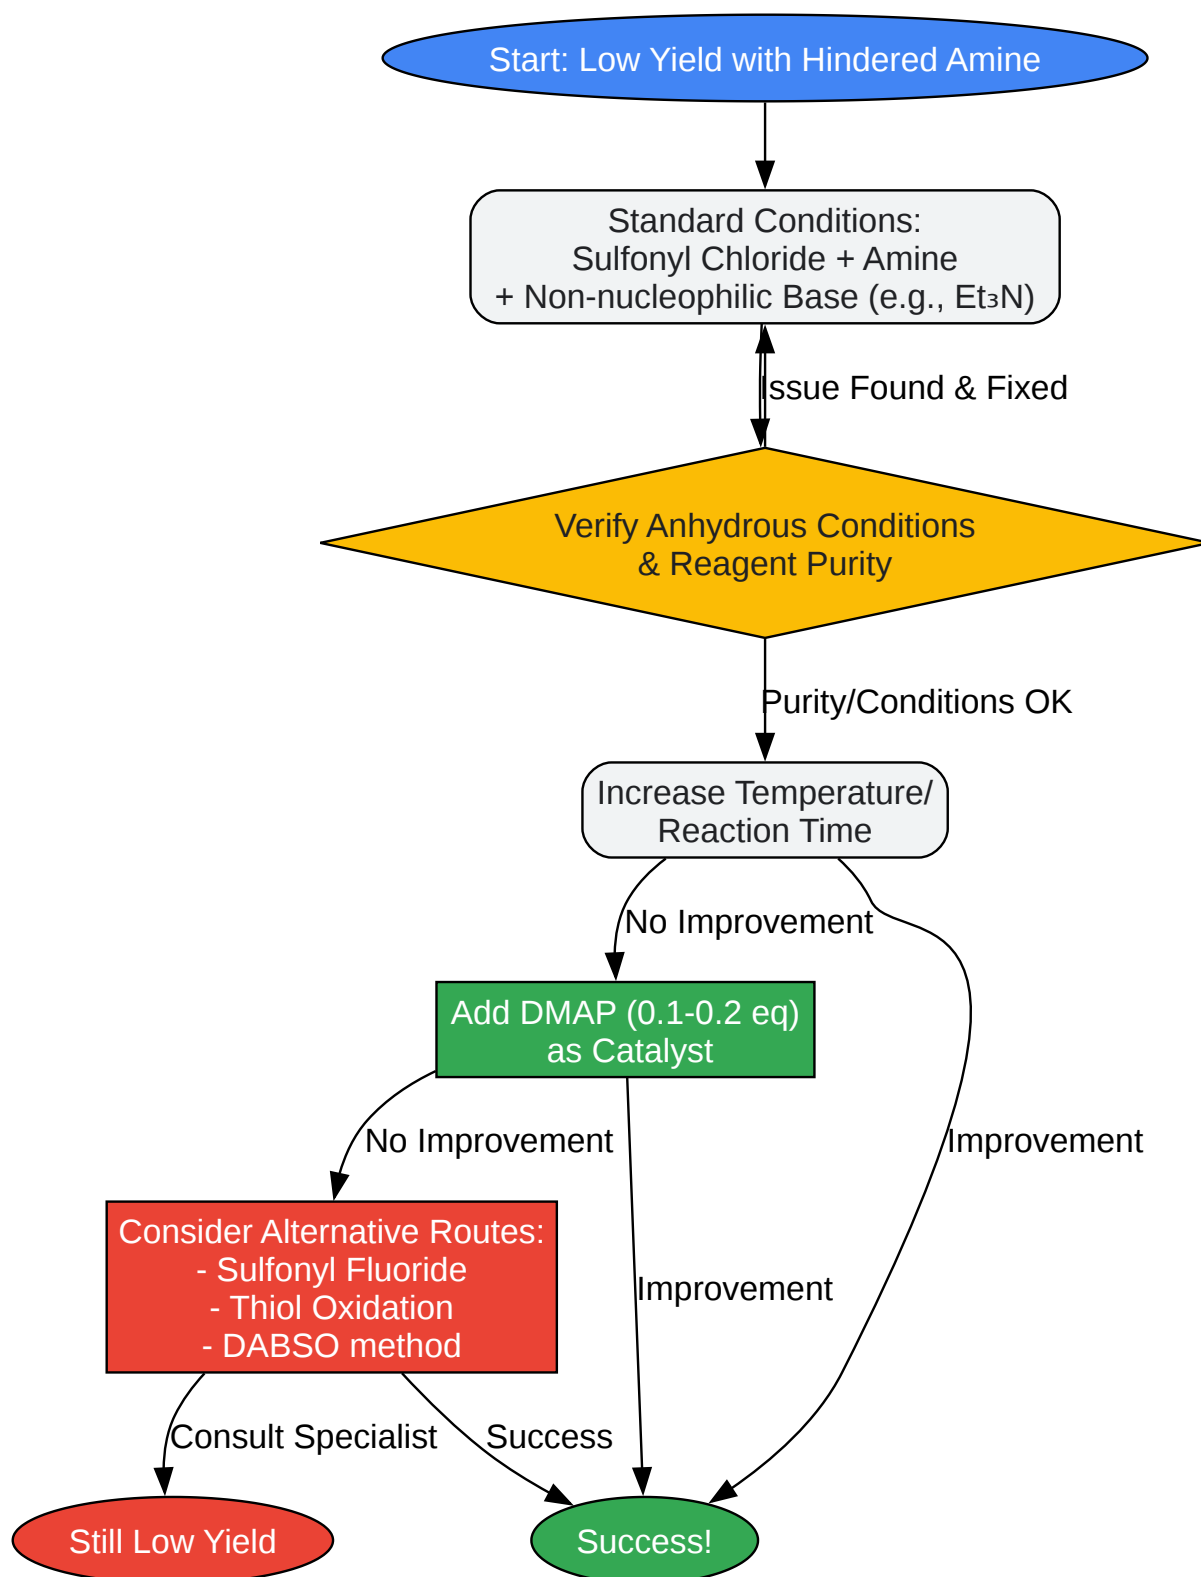 Start: Low Yield with Hindered Amine
Standard Conditions:
Sulfonyl Chloride + Amine
+ Non-nucleophilic Base (e.g., Et₃N)
Issue Found & Fixed
Verify Anhydrous Conditions
& Reagent Purity
Purity/Conditions OK
Increase Temperature/
Reaction Time
No Improvement
Add DMAP (0.1-0.2 eq)
as Catalyst
No Improvement
Improvement
Consider Alternative Routes:
- Sulfonyl Fluoride
- Thiol Oxidation
- DABSO method
Improvement
Consult Specialist
Success
Still Low Yield
Success!